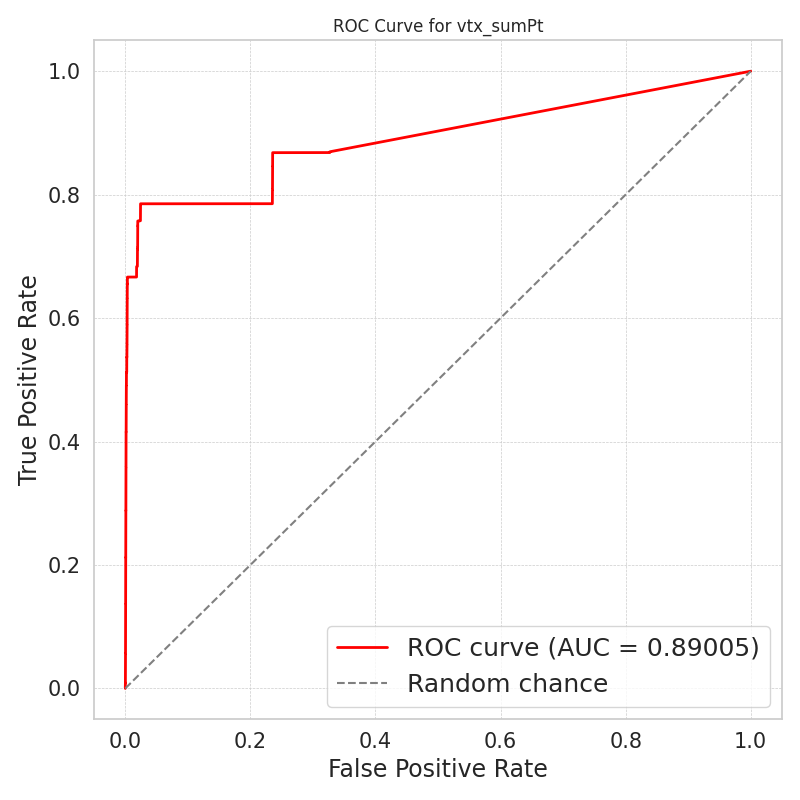 ROC Curve for vtx_sumPt
True Positive Rate
1.0
0.8
0.6
0.4
0.2
0.0
ROC curve (AUC = 0.89005)
Random chance
0.0 0.2 0.4 0.6 0.8 1.0
False Positive Rate